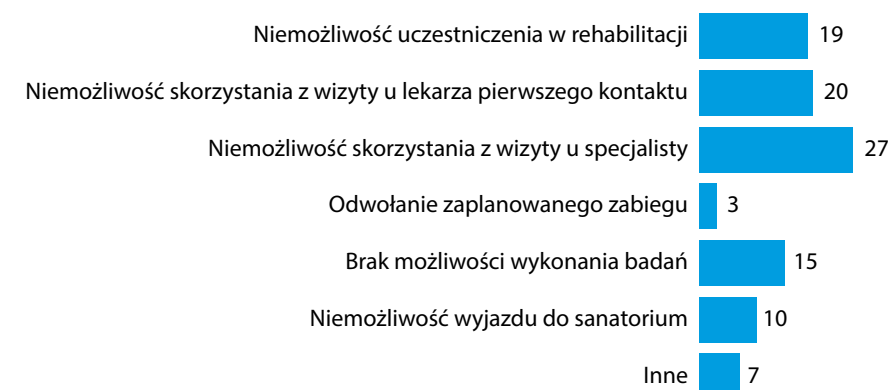 Niemożliwość uczestniczenia w rehabilitacji 19
Niemożliwość skorzystania z wizyty u lekarza pierwszego kontaktu 20
Niemożliwość skorzystania z wizyty u specjalisty 27
Odwołanie zaplanowanego zabiegu 3
Brak możliwości wykonania badań 15
Niemożliwość wyjazdu do sanatorium 10
Inne 7